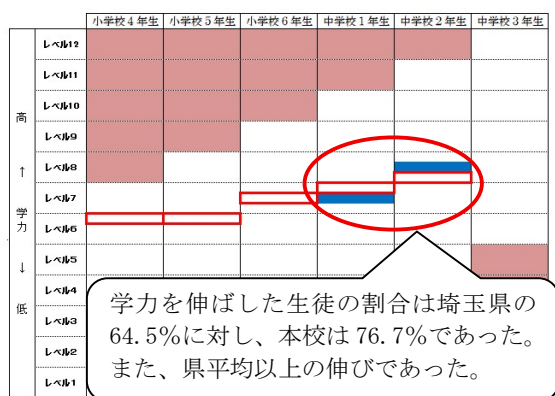 小学校4年生 小学校5年生 小学校6年生 中学校1年生 中学校2年生 中学校3年生
高
↑
学力
↓
低
レベル12
レベル11
レベル10
レベル9
レベル8
レベル7
レベル6
レベル5
レベル4
レベル3
レベル2
レベル1
学力を伸ばした生徒の割合は埼玉県の
64.5%に対し、本校は 76.7%であった。
また、県平均以上の伸びであった。